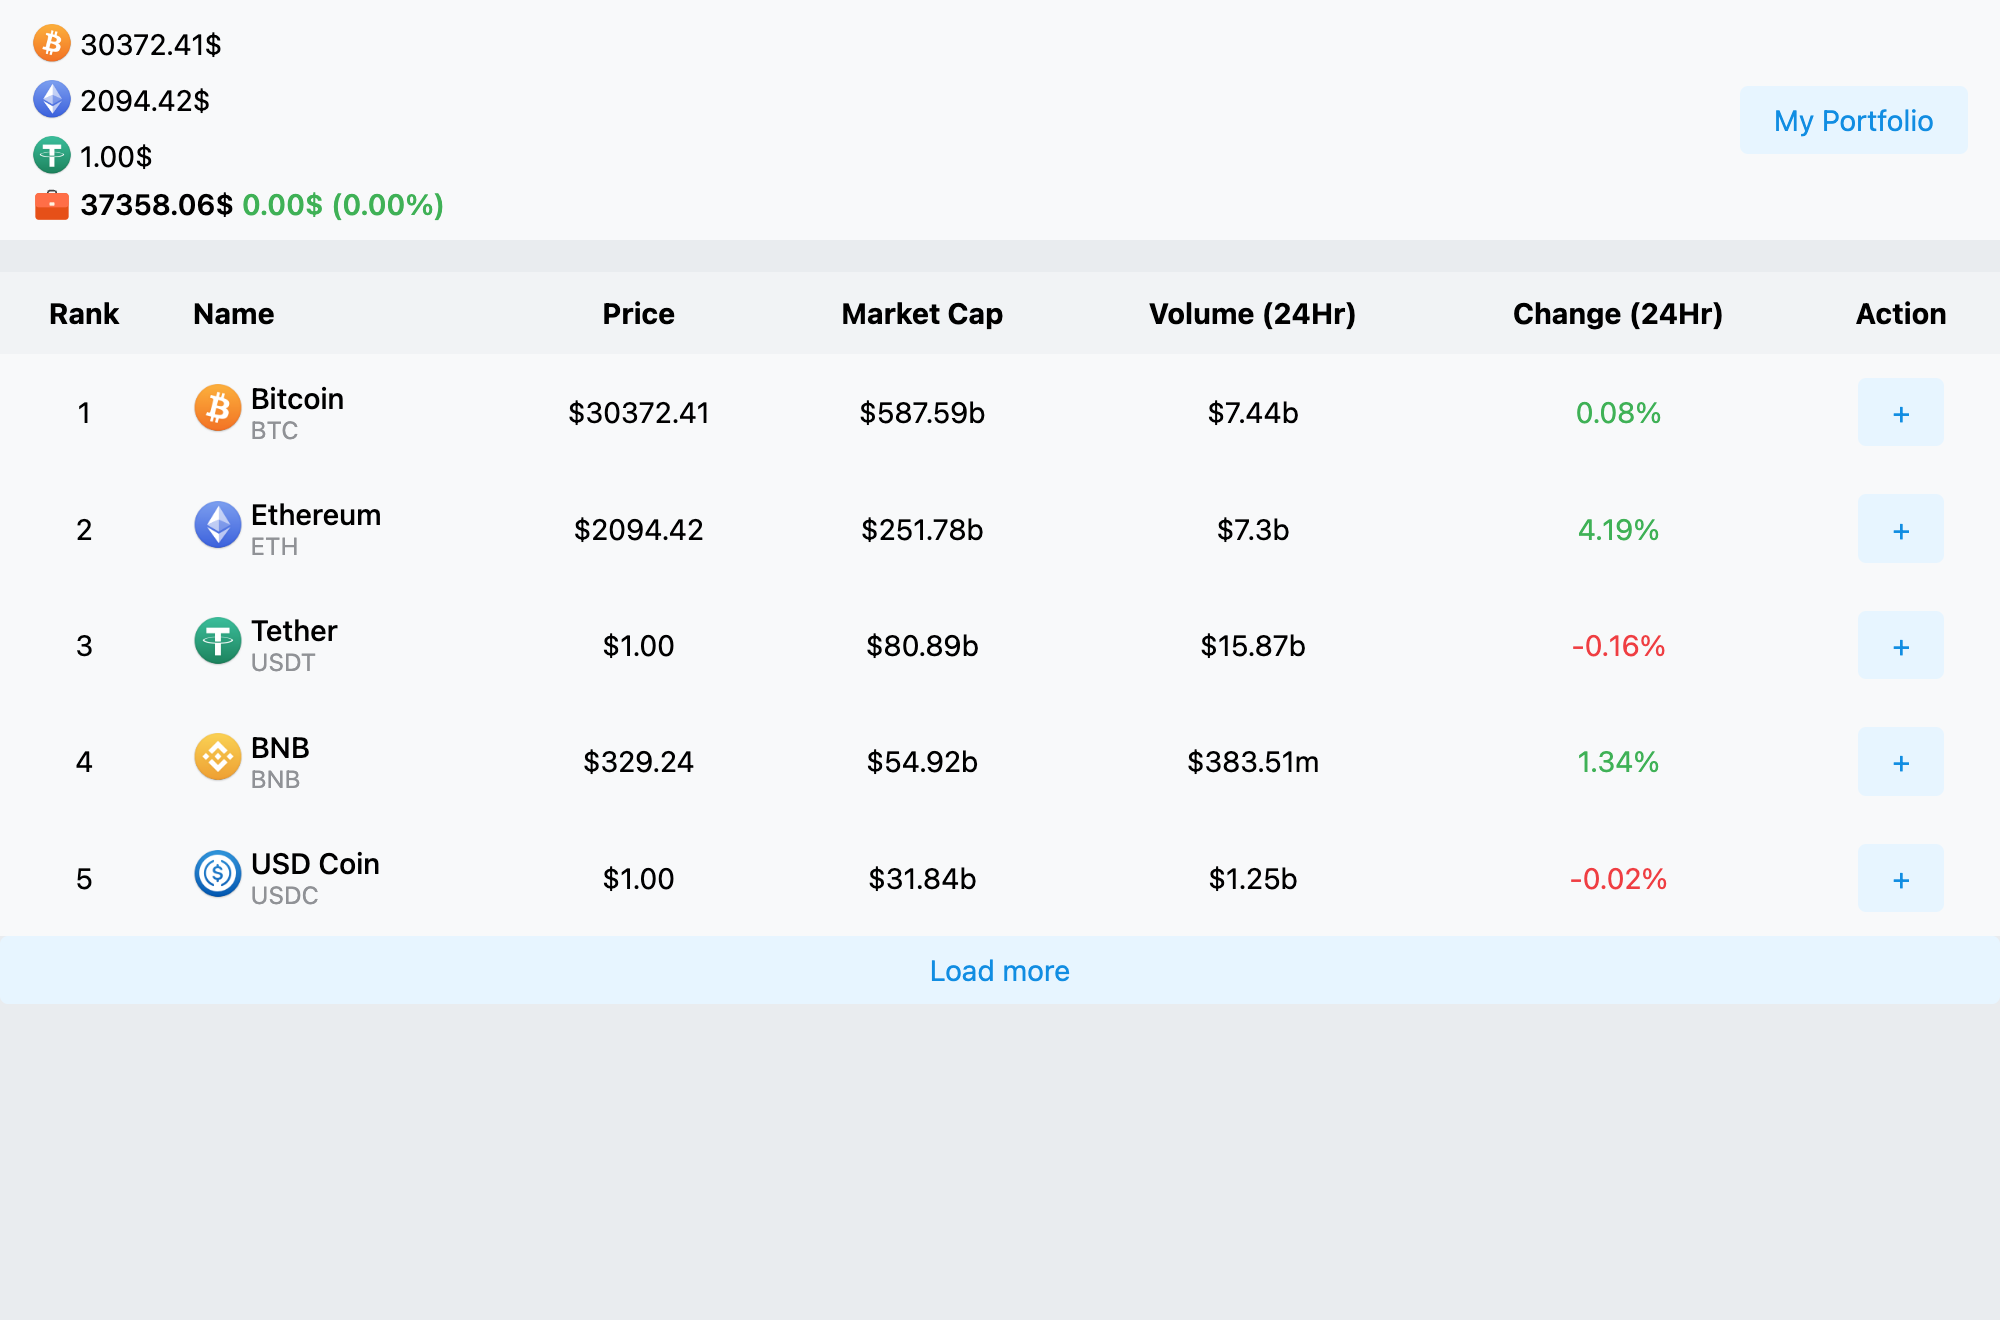 30372.41$
2094.42$
1.00$
37358.06$ 0.00$ (0.00%)
My Portfolio
Rank Name Price Market Cap Volume (24Hr) Change (24Hr) Action
1 Bitcoin BTC $30372.41 $587.59b $7.44b 0.08% +
2 Ethereum ETH $2094.42 $251.78b $7.3b 4.19% +
3 Tether USDT $1.00 $80.89b $15.87b -0.16% +
4 BNB BNB $329.24 $54.92b $383.51m 1.34% +
5 USD Coin USDC $1.00 $31.84b $1.25b -0.02% +
Load more